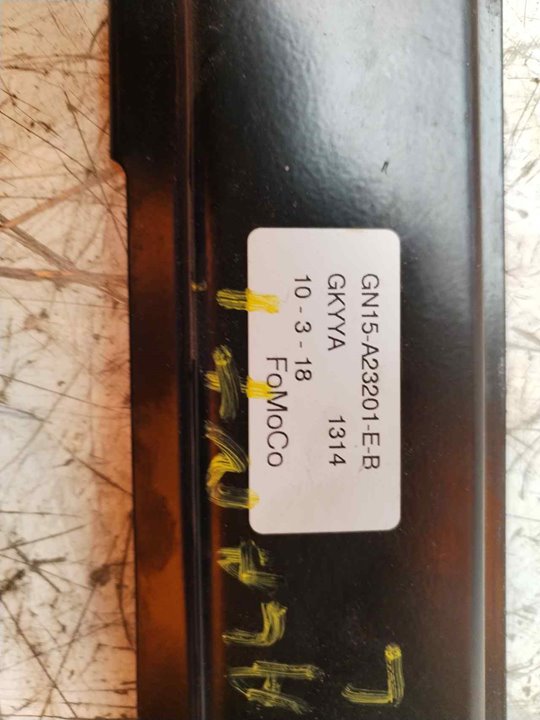 GN15-A23201-E-B
GKYYA 1314
10 - 3 - 18
FoMoCo
L